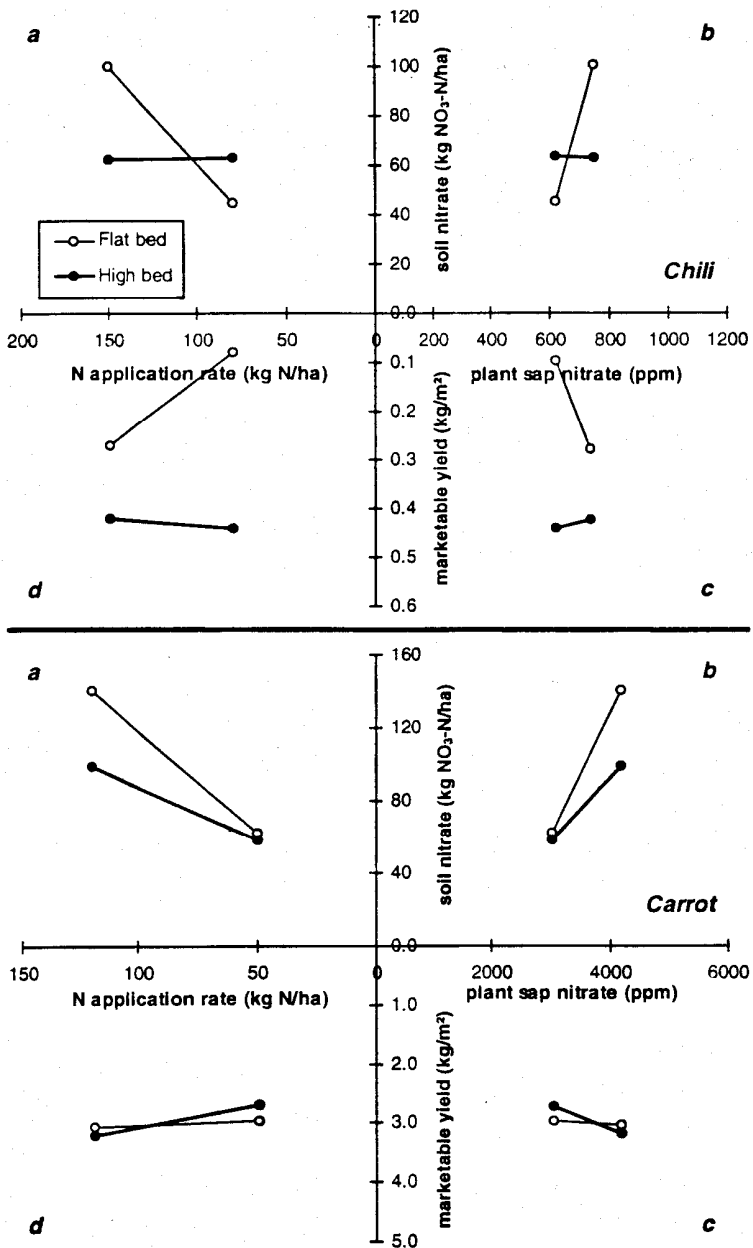 a
b
120
100
80
60
40
20
0.0
soil nitrate (kg NO₃-N/ha)
Flat bed
High bed
Chili
200
150
100
50
0
200
400
600
800
1000
1200
N application rate (kg N/ha)
plant sap nitrate (ppm)
0.1
0.2
0.3
0.4
0.5
0.6
marketable yield (kg/m²)
d
c
a
b
160
120
80
40
0.0
soil nitrate (kg NO₃-N/ha)
Carrot
150
100
50
0
2000
4000
6000
N application rate (kg N/ha)
plant sap nitrate (ppm)
1.0
2.0
3.0
4.0
5.0
marketable yield (kg/m²)
d
c